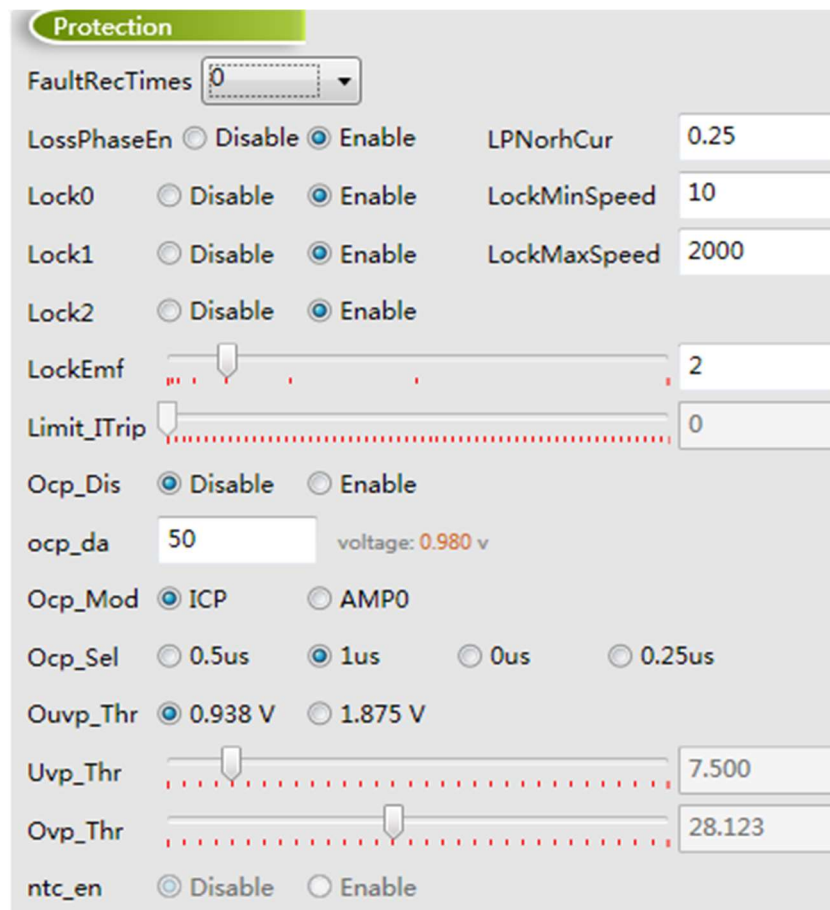 Protection
FaultRecTimes 0
LossPhaseEn Disable Enable LPNorhCur 0.25
Lock0 Disable Enable LockMinSpeed 10
Lock1 Disable Enable LockMaxSpeed 2000
Lock2 Disable Enable
LockEmf 2
Limit_ITrip 0
Ocp_Dis Disable Enable
ocp_da 50 voltage: 0.980 v
Ocp_Mod ICP AMP0
Ocp_Sel 0.5us 1us 0us 0.25us
Ouvp_Thr 0.938 V 1.875 V
Uvp_Thr 7.500
Ovp_Thr 28.123
ntc_en Disable Enable